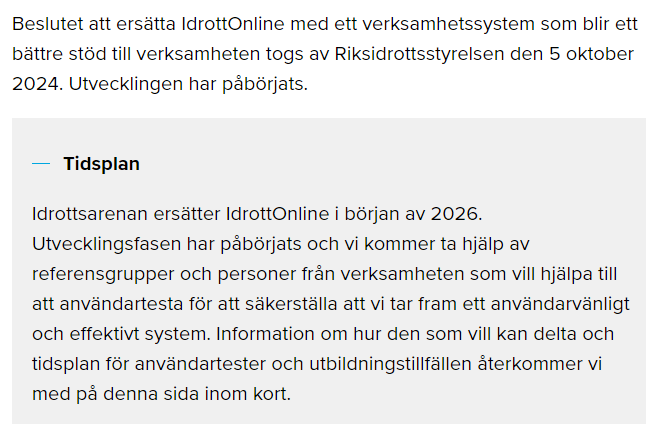 Beslutet att ersätta IdrottOnline med ett verksamhetssystem som blir ett
bättre stöd till verksamheten togs av Riksidrottsstyrelsen den 5 oktober
2024. Utvecklingen har påbörjats.
— Tidsplan
Idrottsarenan ersätter IdrottOnline i början av 2026.
Utvecklingsfasen har påbörjats och vi kommer ta hjälp av
referensgrupper och personer från verksamheten som vill hjälpa till
att användartesta för att säkerställa att vi tar fram ett användarvänligt
och effektivt system. Information om hur den som vill kan delta och
tidsplan för användartester och utbildningstillfällen återkommer vi
med på denna sida inom kort.